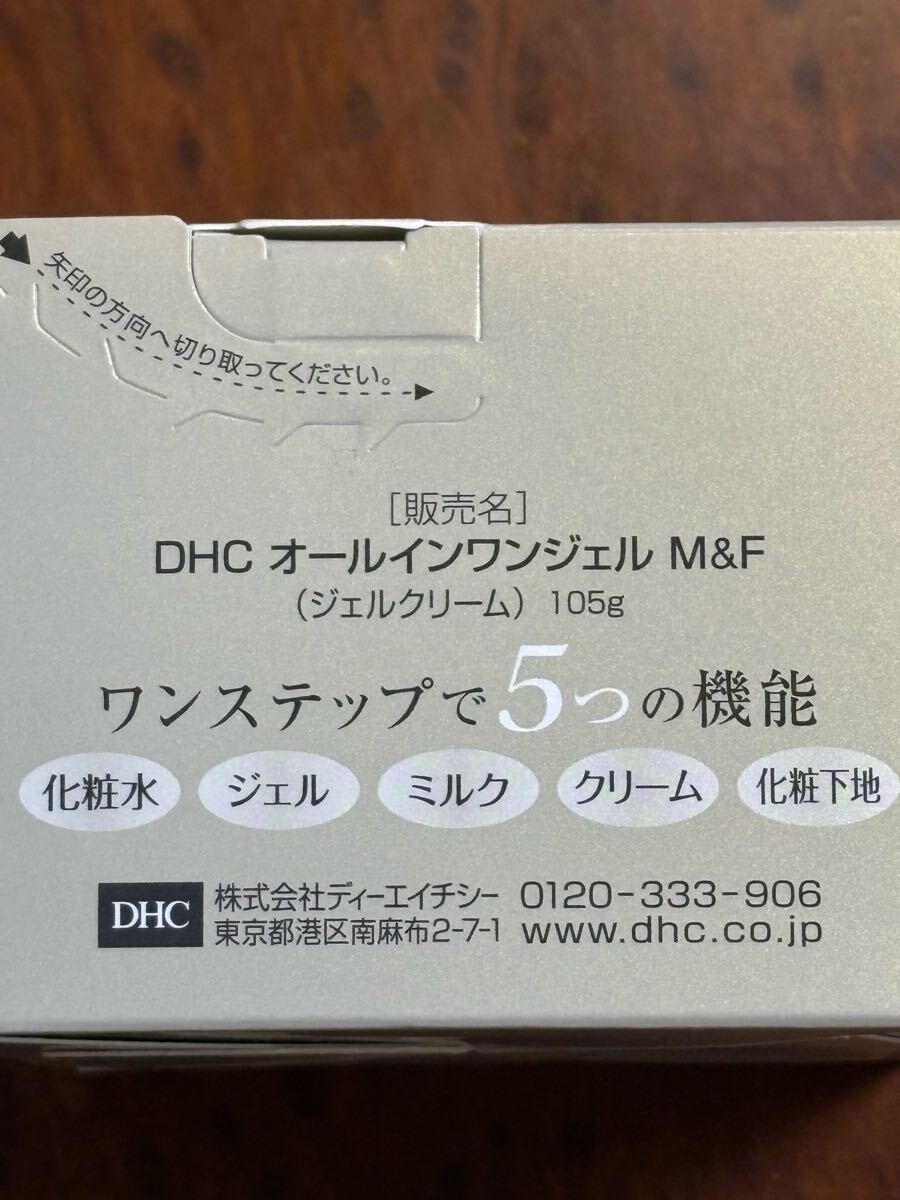 矢印の方向へ切り取ってください。
［販売名］
DHC オールインワンジェル M&F
（ジェルクリーム） 105g
ワンステップで5つの機能
化粧水 ジェル ミルク クリーム 化粧下地
DHC 株式会社ディーエイチシー 0120-333-906
東京都港区南麻布2-7-1 www.dhc.co.jp